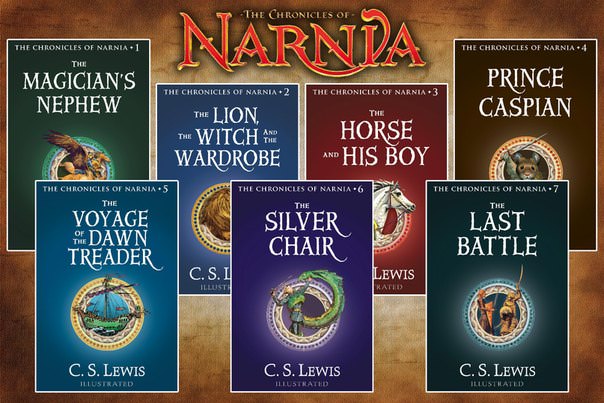 THE CHRONICLES OF
NARNIA
THE CHRONICLES OF NARNIA • 1
THE
MAGICIAN'S
NEPHEW
THE CHRONICLES OF NARNIA • 2
THE LION,
THE WITCH AND THE
WARDROBE
C. S. LEWIS
ILLUSTRATED
THE CHRONICLES OF NARNIA • 3
THE
HORSE
AND HIS BOY
LEWIS
ILLUSTRATED
THE CHRONICLES OF NARNIA • 4
PRINCE
CASPIAN
THE CHRONICLES OF NARNIA • 5
THE
VOYAGE
OF THE DAWN
TREADER
C. S. LEWIS
ILLUSTRATED
THE CHRONICLES OF NARNIA • 6
THE
SILVER
CHAIR
C. S. LEWIS
ILLUSTRATED
THE CHRONICLES OF NARNIA • 7
THE
LAST
BATTLE
C. S. LEWIS
ILLUSTRATED